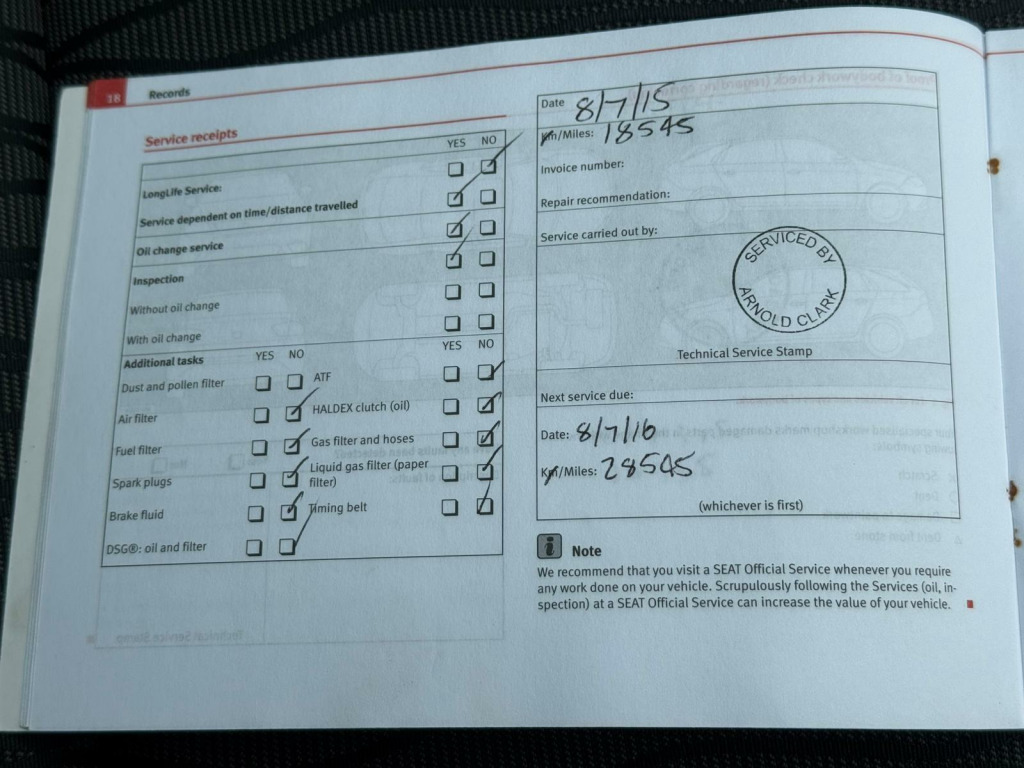 18 Records
Service receipts
YES NO
LongLife Service:
Service dependent on time/distance travelled
Oil change service
Inspection
Without oil change
With oil change
Additional tasks YES NO YES NO
Dust and pollen filter ATF
Air filter HALDEX clutch (oil)
Fuel filter Gas filter and hoses
Spark plugs Liquid gas filter (paper
filter)
Brake fluid Timing belt
DSG®: oil and filter
Date 8/7/15
Km/Miles: 18545
Invoice number:
Repair recommendation:
Service carried out by:
SERVICED BY
ARNOLD CLARK
Technical Service Stamp
Next service due:
Date: 8/7/16
Km/Miles: 28545
(whichever is first)
i Note
We recommend that you visit a SEAT Official Service whenever you require
any work done on your vehicle. Scrupulously following the Services (oil, in-
spection) at a SEAT Official Service can increase the value of your vehicle.